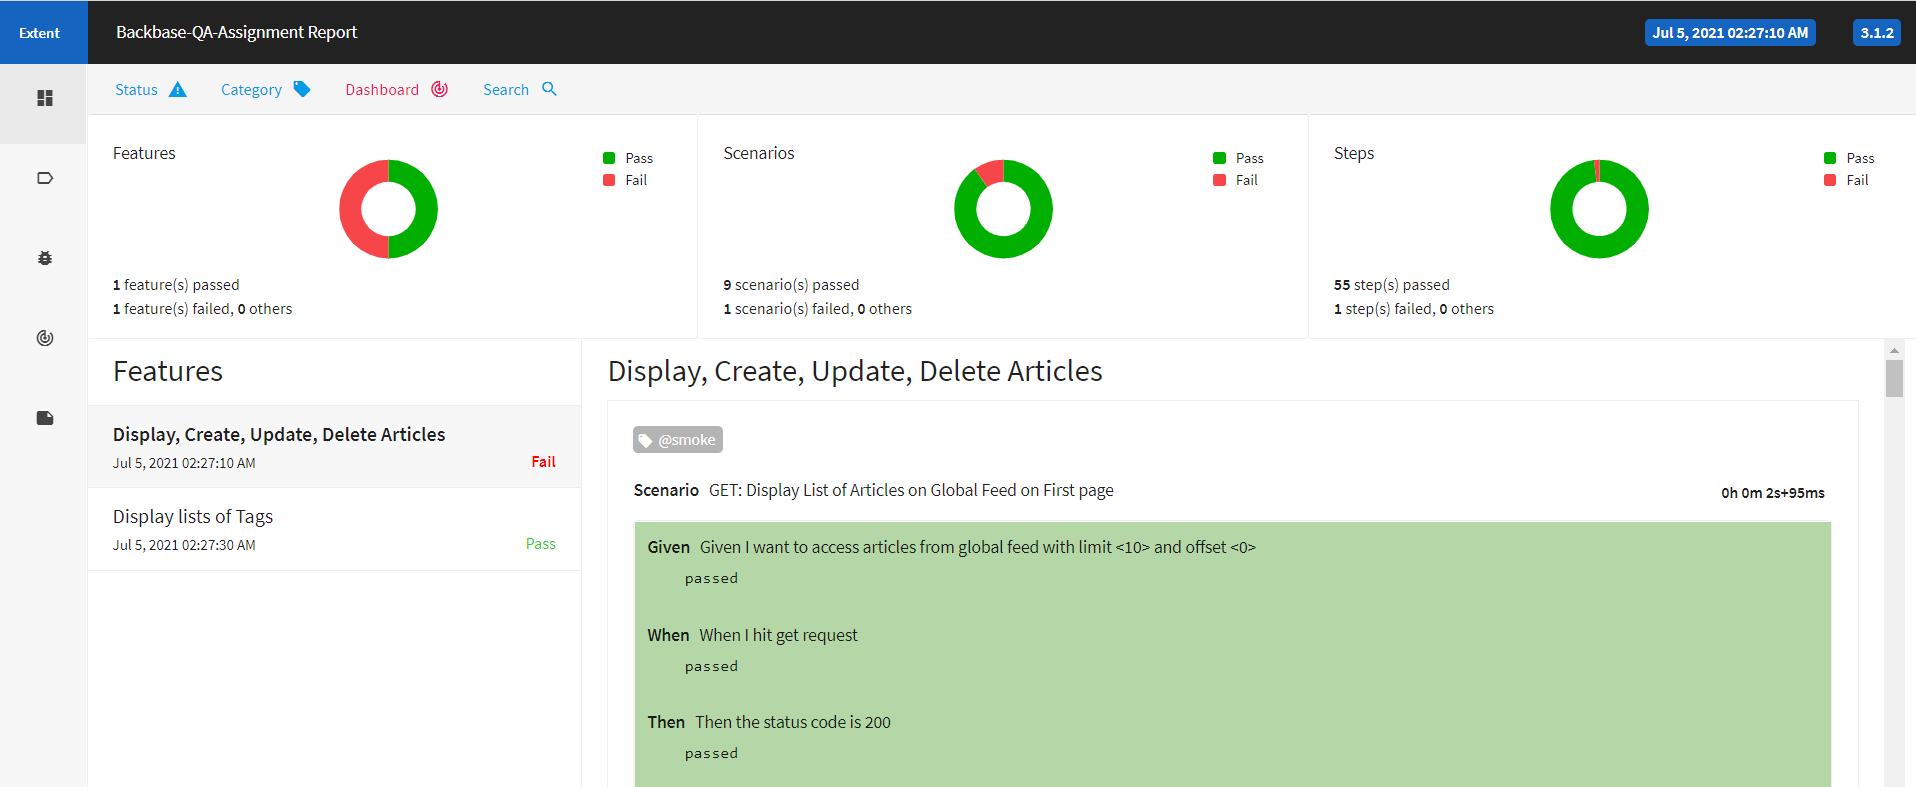 Extent
Backbase-QA-Assignment Report
Jul 5, 2021 02:27:10 AM
3.1.2
Status
Category
Dashboard
Search
Features
Pass
Fail
1 feature(s) passed
1 feature(s) failed, 0 others
Scenarios
Pass
Fail
9 scenario(s) passed
1 scenario(s) failed, 0 others
Steps
Pass
Fail
55 step(s) passed
1 step(s) failed, 0 others
Features
Display, Create, Update, Delete Articles
Jul 5, 2021 02:27:10 AM
Fail
Display lists of Tags
Jul 5, 2021 02:27:30 AM
Pass
Display, Create, Update, Delete Articles
@smoke
Scenario GET: Display List of Articles on Global Feed on First page
0h 0m 2s+95ms
Given Given I want to access articles from global feed with limit <10> and offset <0>
passed
When When I hit get request
passed
Then Then the status code is 200
passed